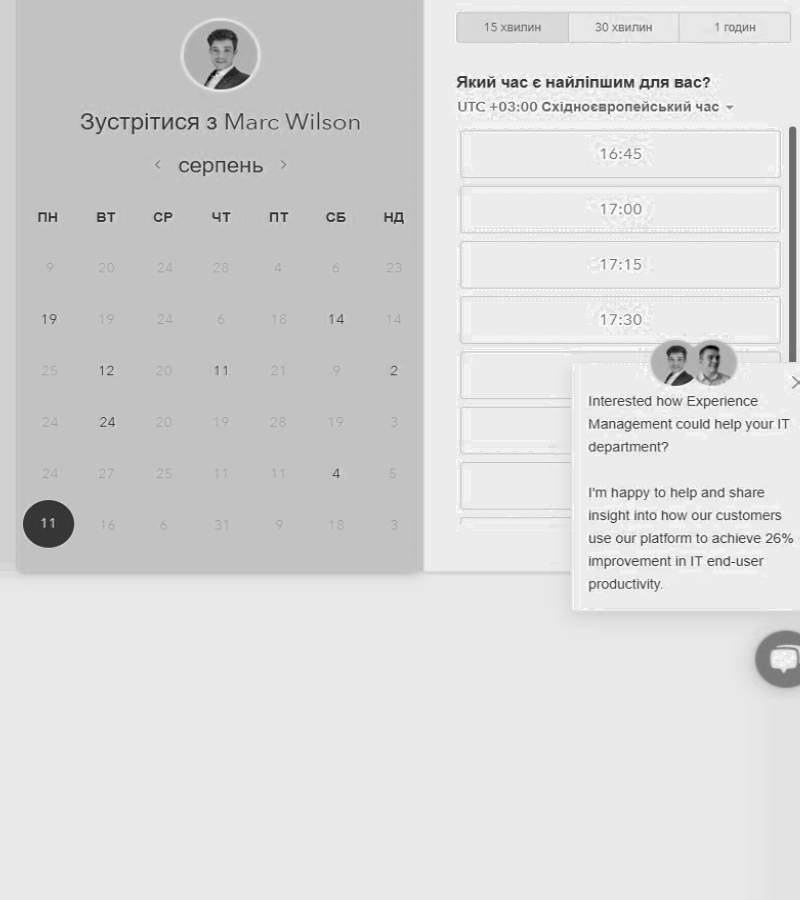 Зустрітися з Marc Wilson
серпень
ПН ВТ СР ЧТ ПТ СБ НД
9 20 24 28 4 6 23
19 19 24 6 18 14 14
25 12 20 11 21 9 2
24 24 20 19 28 19 3
24 27 25 11 11 4 5
11 16 6 31 9 18 3
15 хвилин 30 хвилин 1 годин
Який час є найліпшим для вас?
UTC +03:00 Східноєвропейський час
16:45
17:00
17:15
17:30
Interested how Experience
Management could help your IT
department?
I'm happy to help and share
insight into how our customers
use our platform to achieve 26%
improvement in IT end-user
productivity.